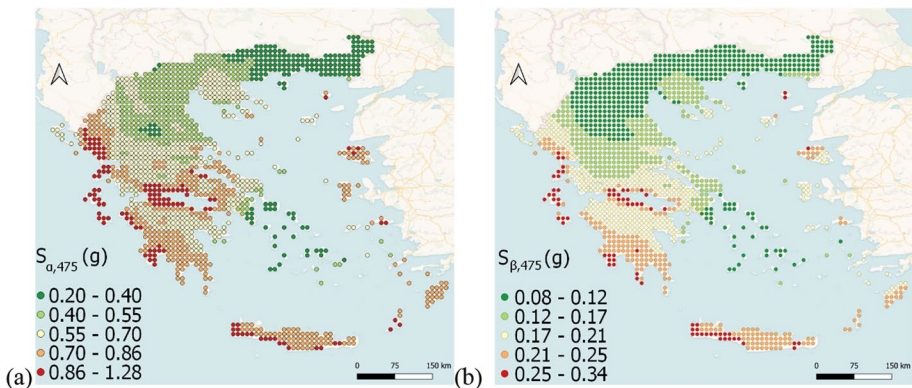 S_α,475 (g)
0.20 - 0.40
0.40 - 0.55
0.55 - 0.70
0.70 - 0.86
0.86 - 1.28
0 75 150 km
(a)
S_β,475 (g)
0.08 - 0.12
0.12 - 0.17
0.17 - 0.21
0.21 - 0.25
0.25 - 0.34
0 75 150 km
(b)